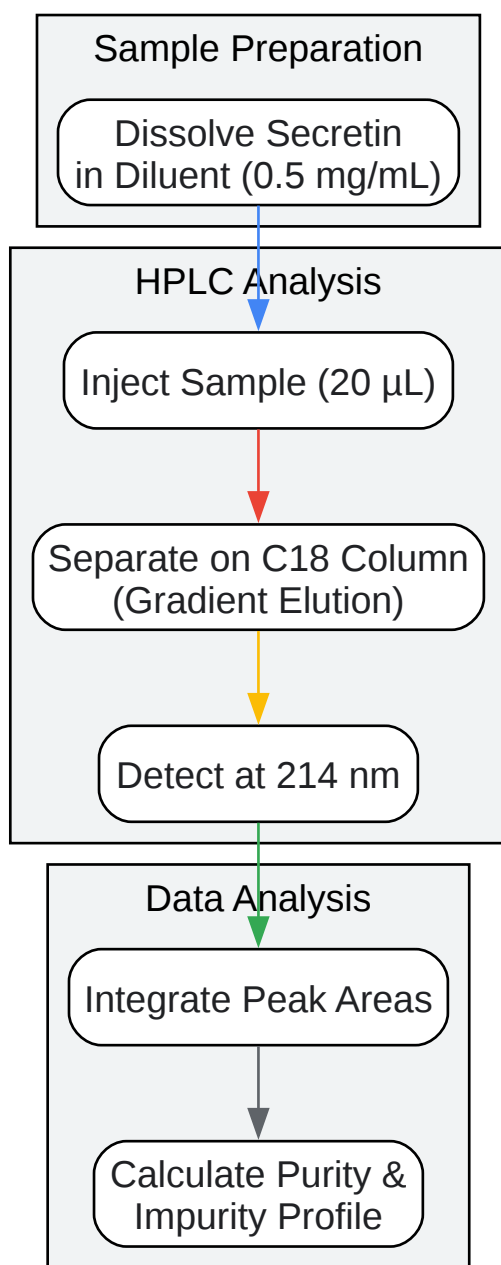 Sample Preparation
Dissolve Secretin
in Diluent (0.5 mg/mL)
HPLC Analysis
Inject Sample (20 µL)
Separate on C18 Column
(Gradient Elution)
Detect at 214 nm
Data Analysis
Integrate Peak Areas
Calculate Purity &
Impurity Profile